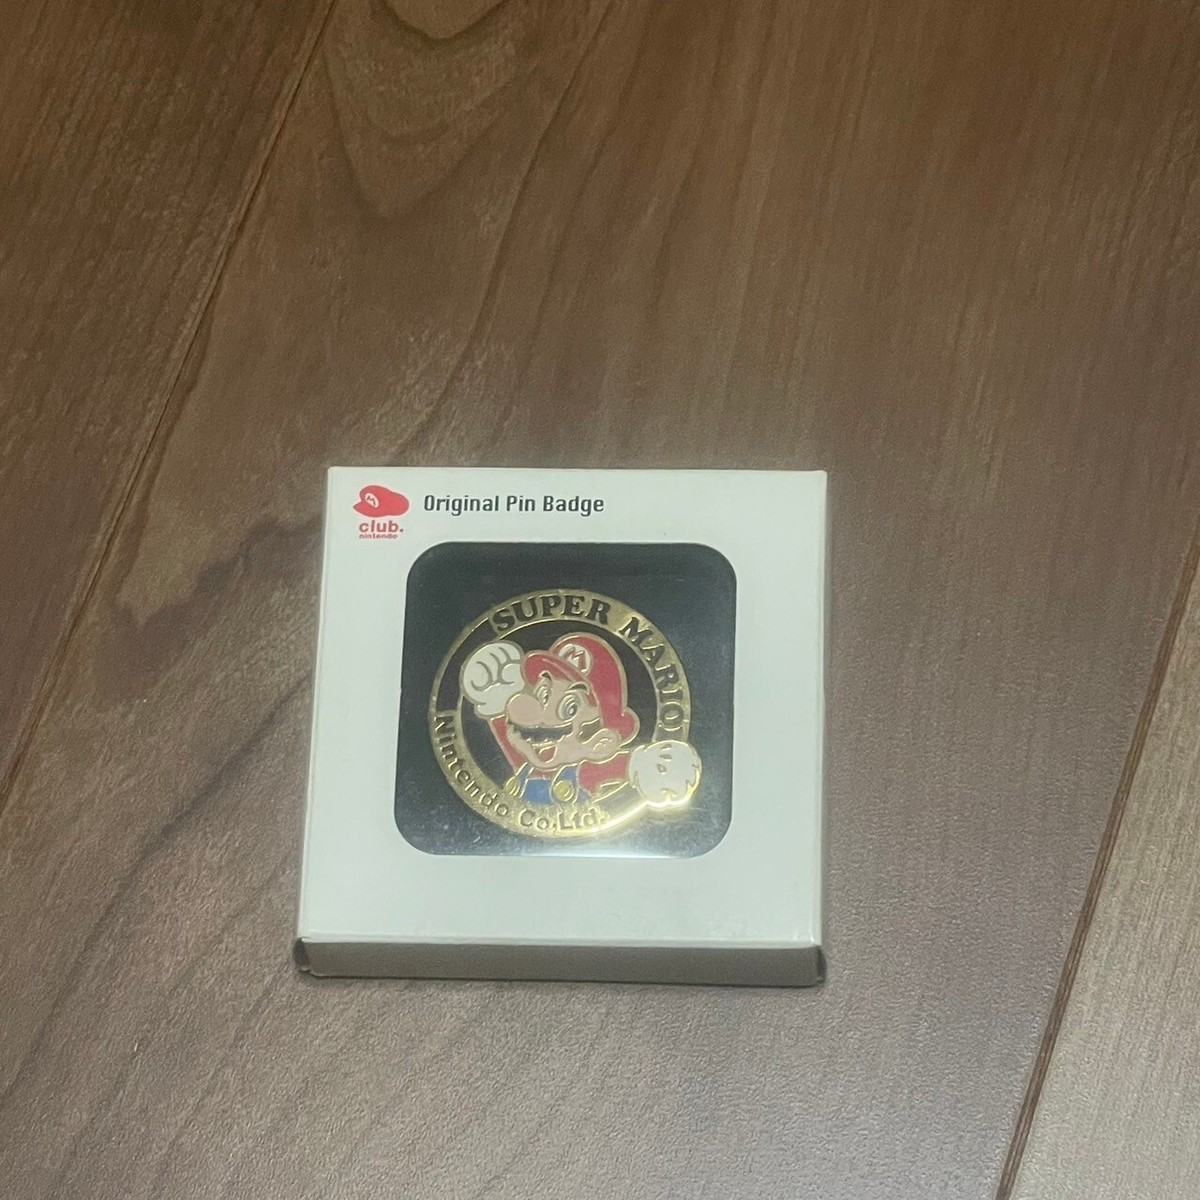 Original Pin Badge
M
club.
nintendo
SUPER MARIO
M
Nintendo Co.,Ltd.